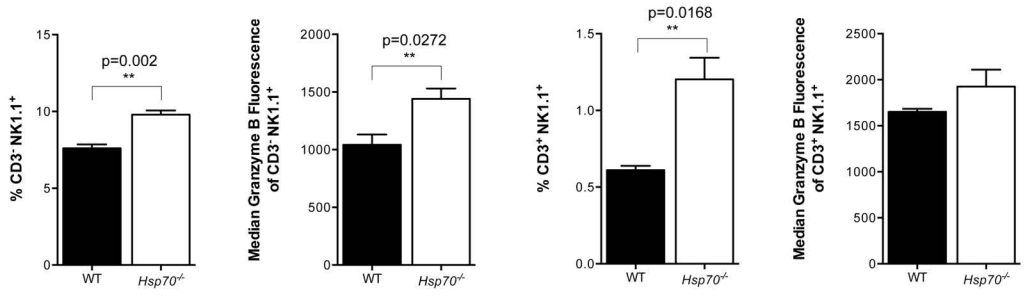 % CD3⁻ NK1.1⁺
15
10
5
0
p=0.002
**
WT
Hsp70⁻/⁻
Median Granzyme B Fluorescence
of CD3⁻ NK1.1⁺
2000
1500
1000
500
0
p=0.0272
**
WT
Hsp70⁻/⁻
% CD3⁺ NK1.1⁺
1.5
1.0
0.5
0.0
p=0.0168
**
WT
Hsp70⁻/⁻
Median Granzyme B Fluorescence
of CD3⁺ NK1.1⁺
2500
2000
1500
1000
500
0
WT
Hsp70⁻/⁻